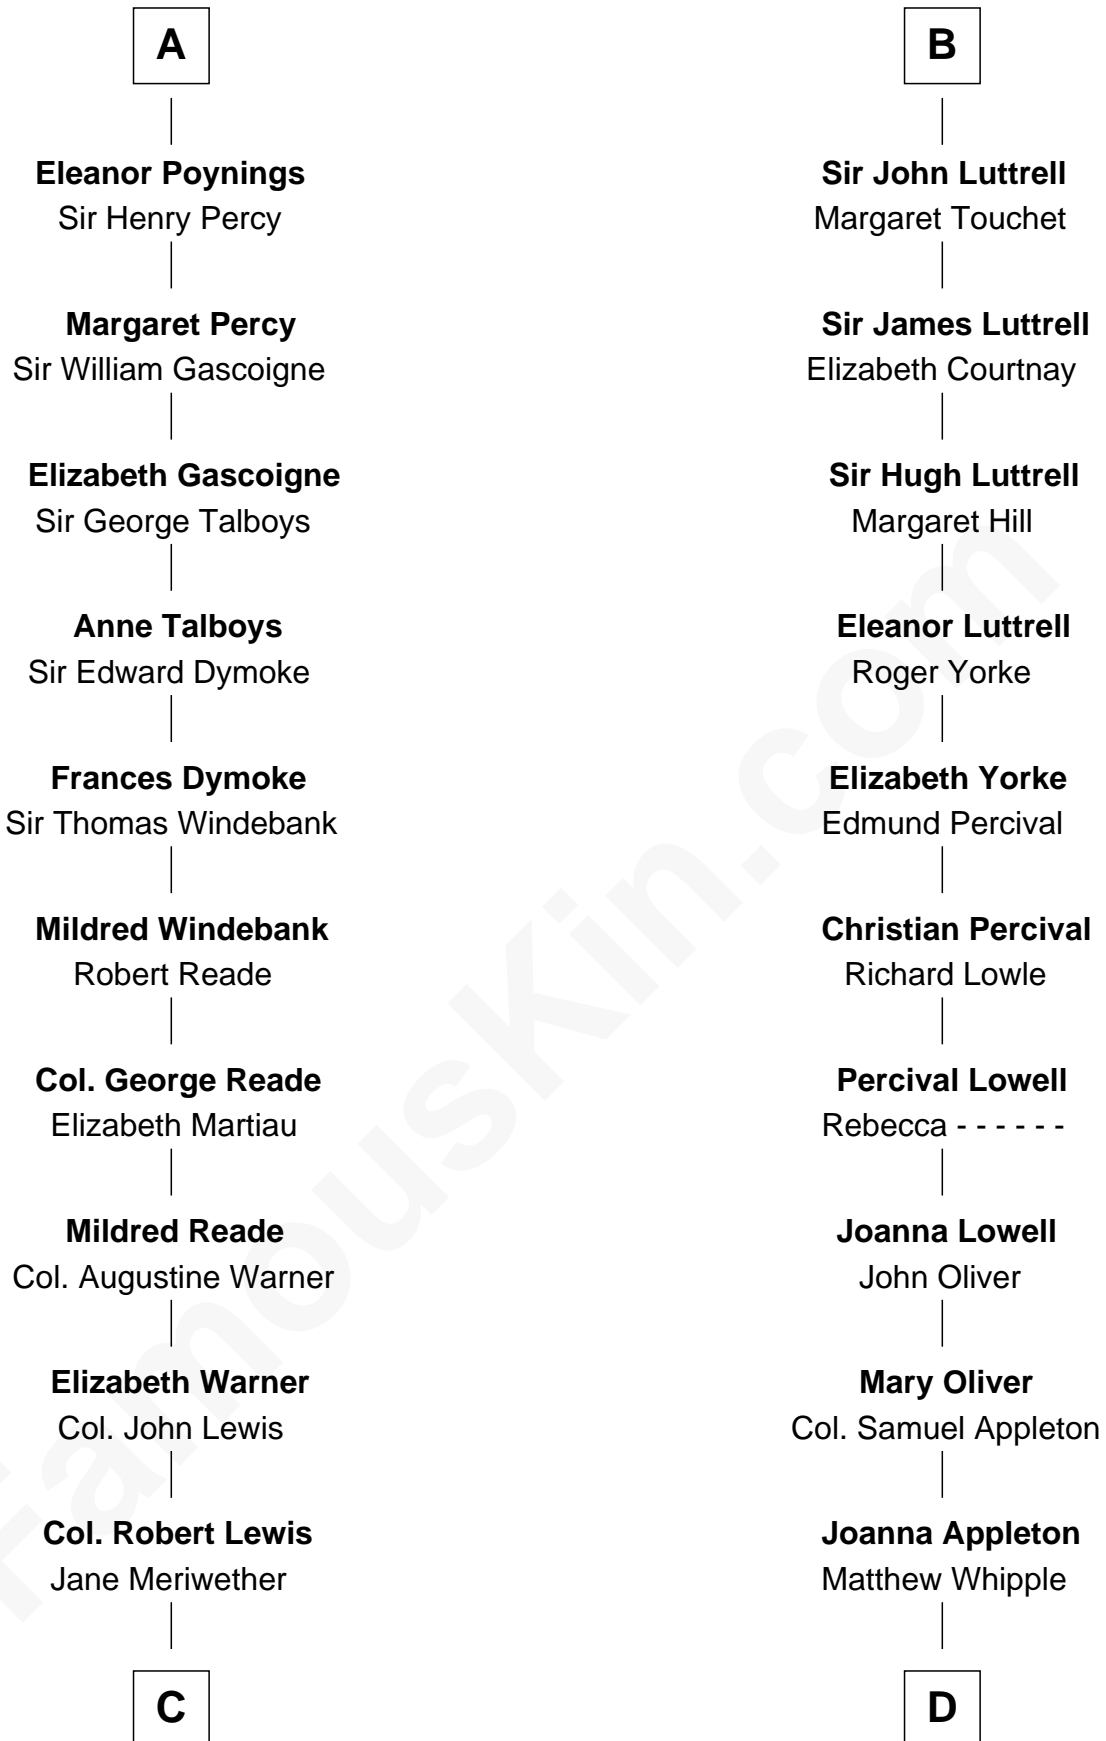 A
Eleanor Poynings
Sir Henry Percy
Margaret Percy
Sir William Gascoigne
Elizabeth Gascoigne
Sir George Talboys
Anne Talboys
Sir Edward Dymoke
Frances Dymoke
Sir Thomas Windebank
Mildred Windebank
Robert Reade
Col. George Reade
Elizabeth Martiau
Mildred Reade
Col. Augustine Warner
Elizabeth Warner
Col. John Lewis
Col. Robert Lewis
Jane Meriwether
C
B
Sir John Luttrell
Margaret Touchet
Sir James Luttrell
Elizabeth Courtnay
Sir Hugh Luttrell
Margaret Hill
Eleanor Luttrell
Roger Yorke
Elizabeth Yorke
Edmund Percival
Christian Percival
Richard Lowle
Percival Lowell
Rebecca - - - - - -
Joanna Lowell
John Oliver
Mary Oliver
Col. Samuel Appleton
Joanna Appleton
Matthew Whipple
D
FamousKin.com